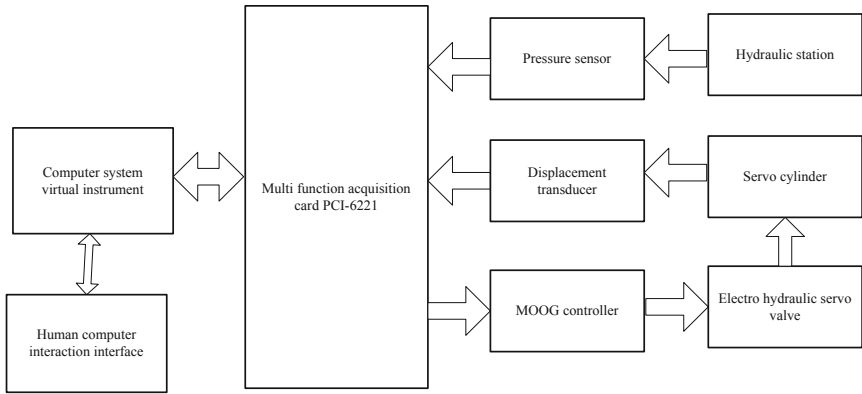 Pressure sensor
Hydraulic station
Computer system
virtual instrument
Multi function acquisition
card PCI-6221
Displacement
transducer
Servo cylinder
Human computer
interaction interface
MOOG controller
Electro hydraulic servo
valve